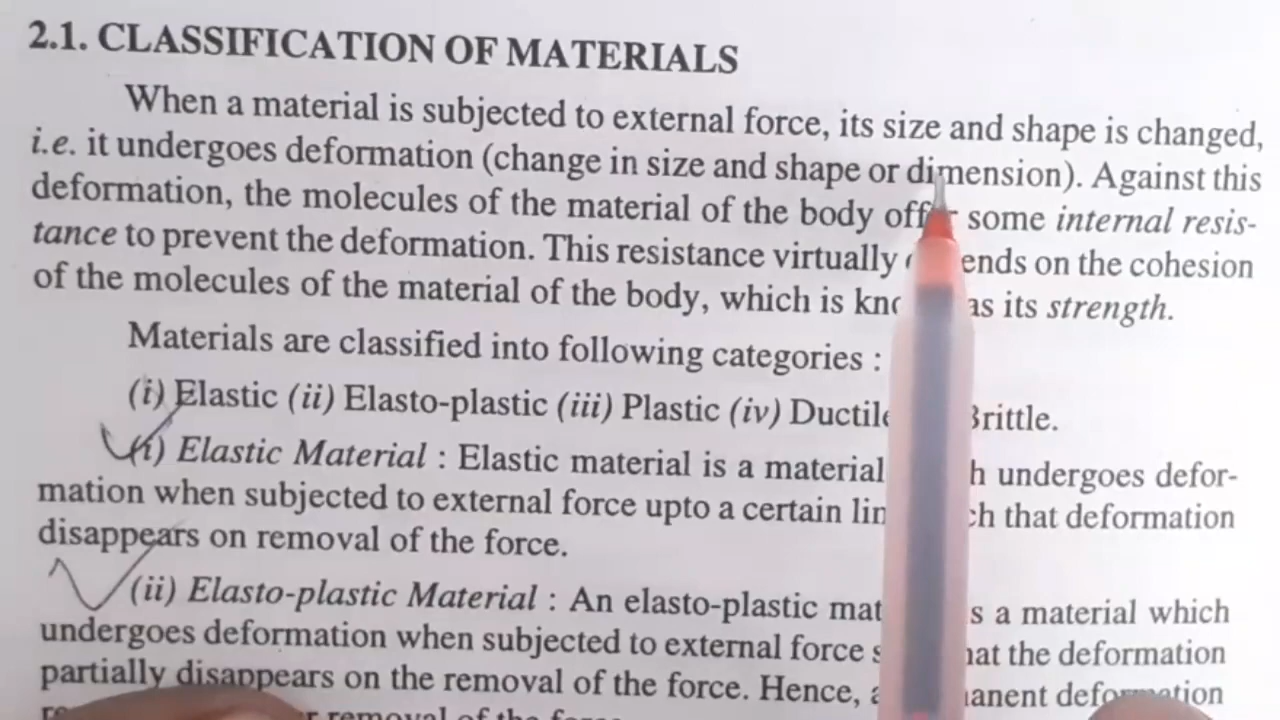 2.1. CLASSIFICATION OF MATERIALS
When a material is subjected to external force, its size and shape is changed,
i.e. it undergoes deformation (change in size and shape or dimension). Against this
deformation, the molecules of the material of the body some internal resis-
tance to prevent the deformation. This resistance virtually on the cohesion
of the molecules of the material of the body, which is as its strength.
Materials are classified into following categories :
(i) Elastic (ii) Elasto-plastic (iii) Plastic (iv) Ductile Brittle.
(i) Elastic Material : Elastic material is a material undergoes defor-
mation when subjected to external force upto a certain that deformation
disappears on removal of the force.
(ii) Elasto-plastic Material : An elasto-plastic a material which
undergoes deformation when subjected to external force the deformation
partially disappears on the removal of the force. Hence, deformation
removal of the